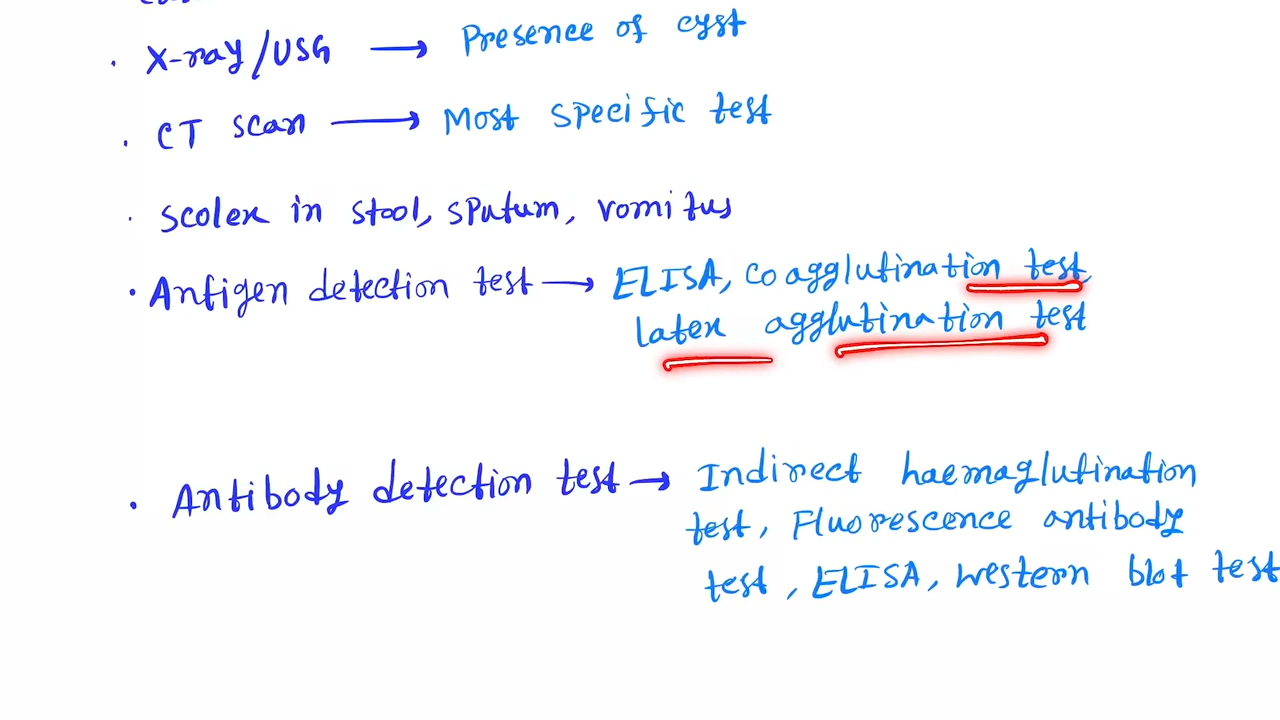 · X-ray/USG → Presence of cyst
· CT scan → Most specific test
· Scolex in stool, sputum, vomitus
· Antigen detection test → ELISA, Coagglutination test
latex agglutination test
· Antibody detection test → Indirect haemaglutination
test, Fluorescence antibody
test, ELISA, western blot test